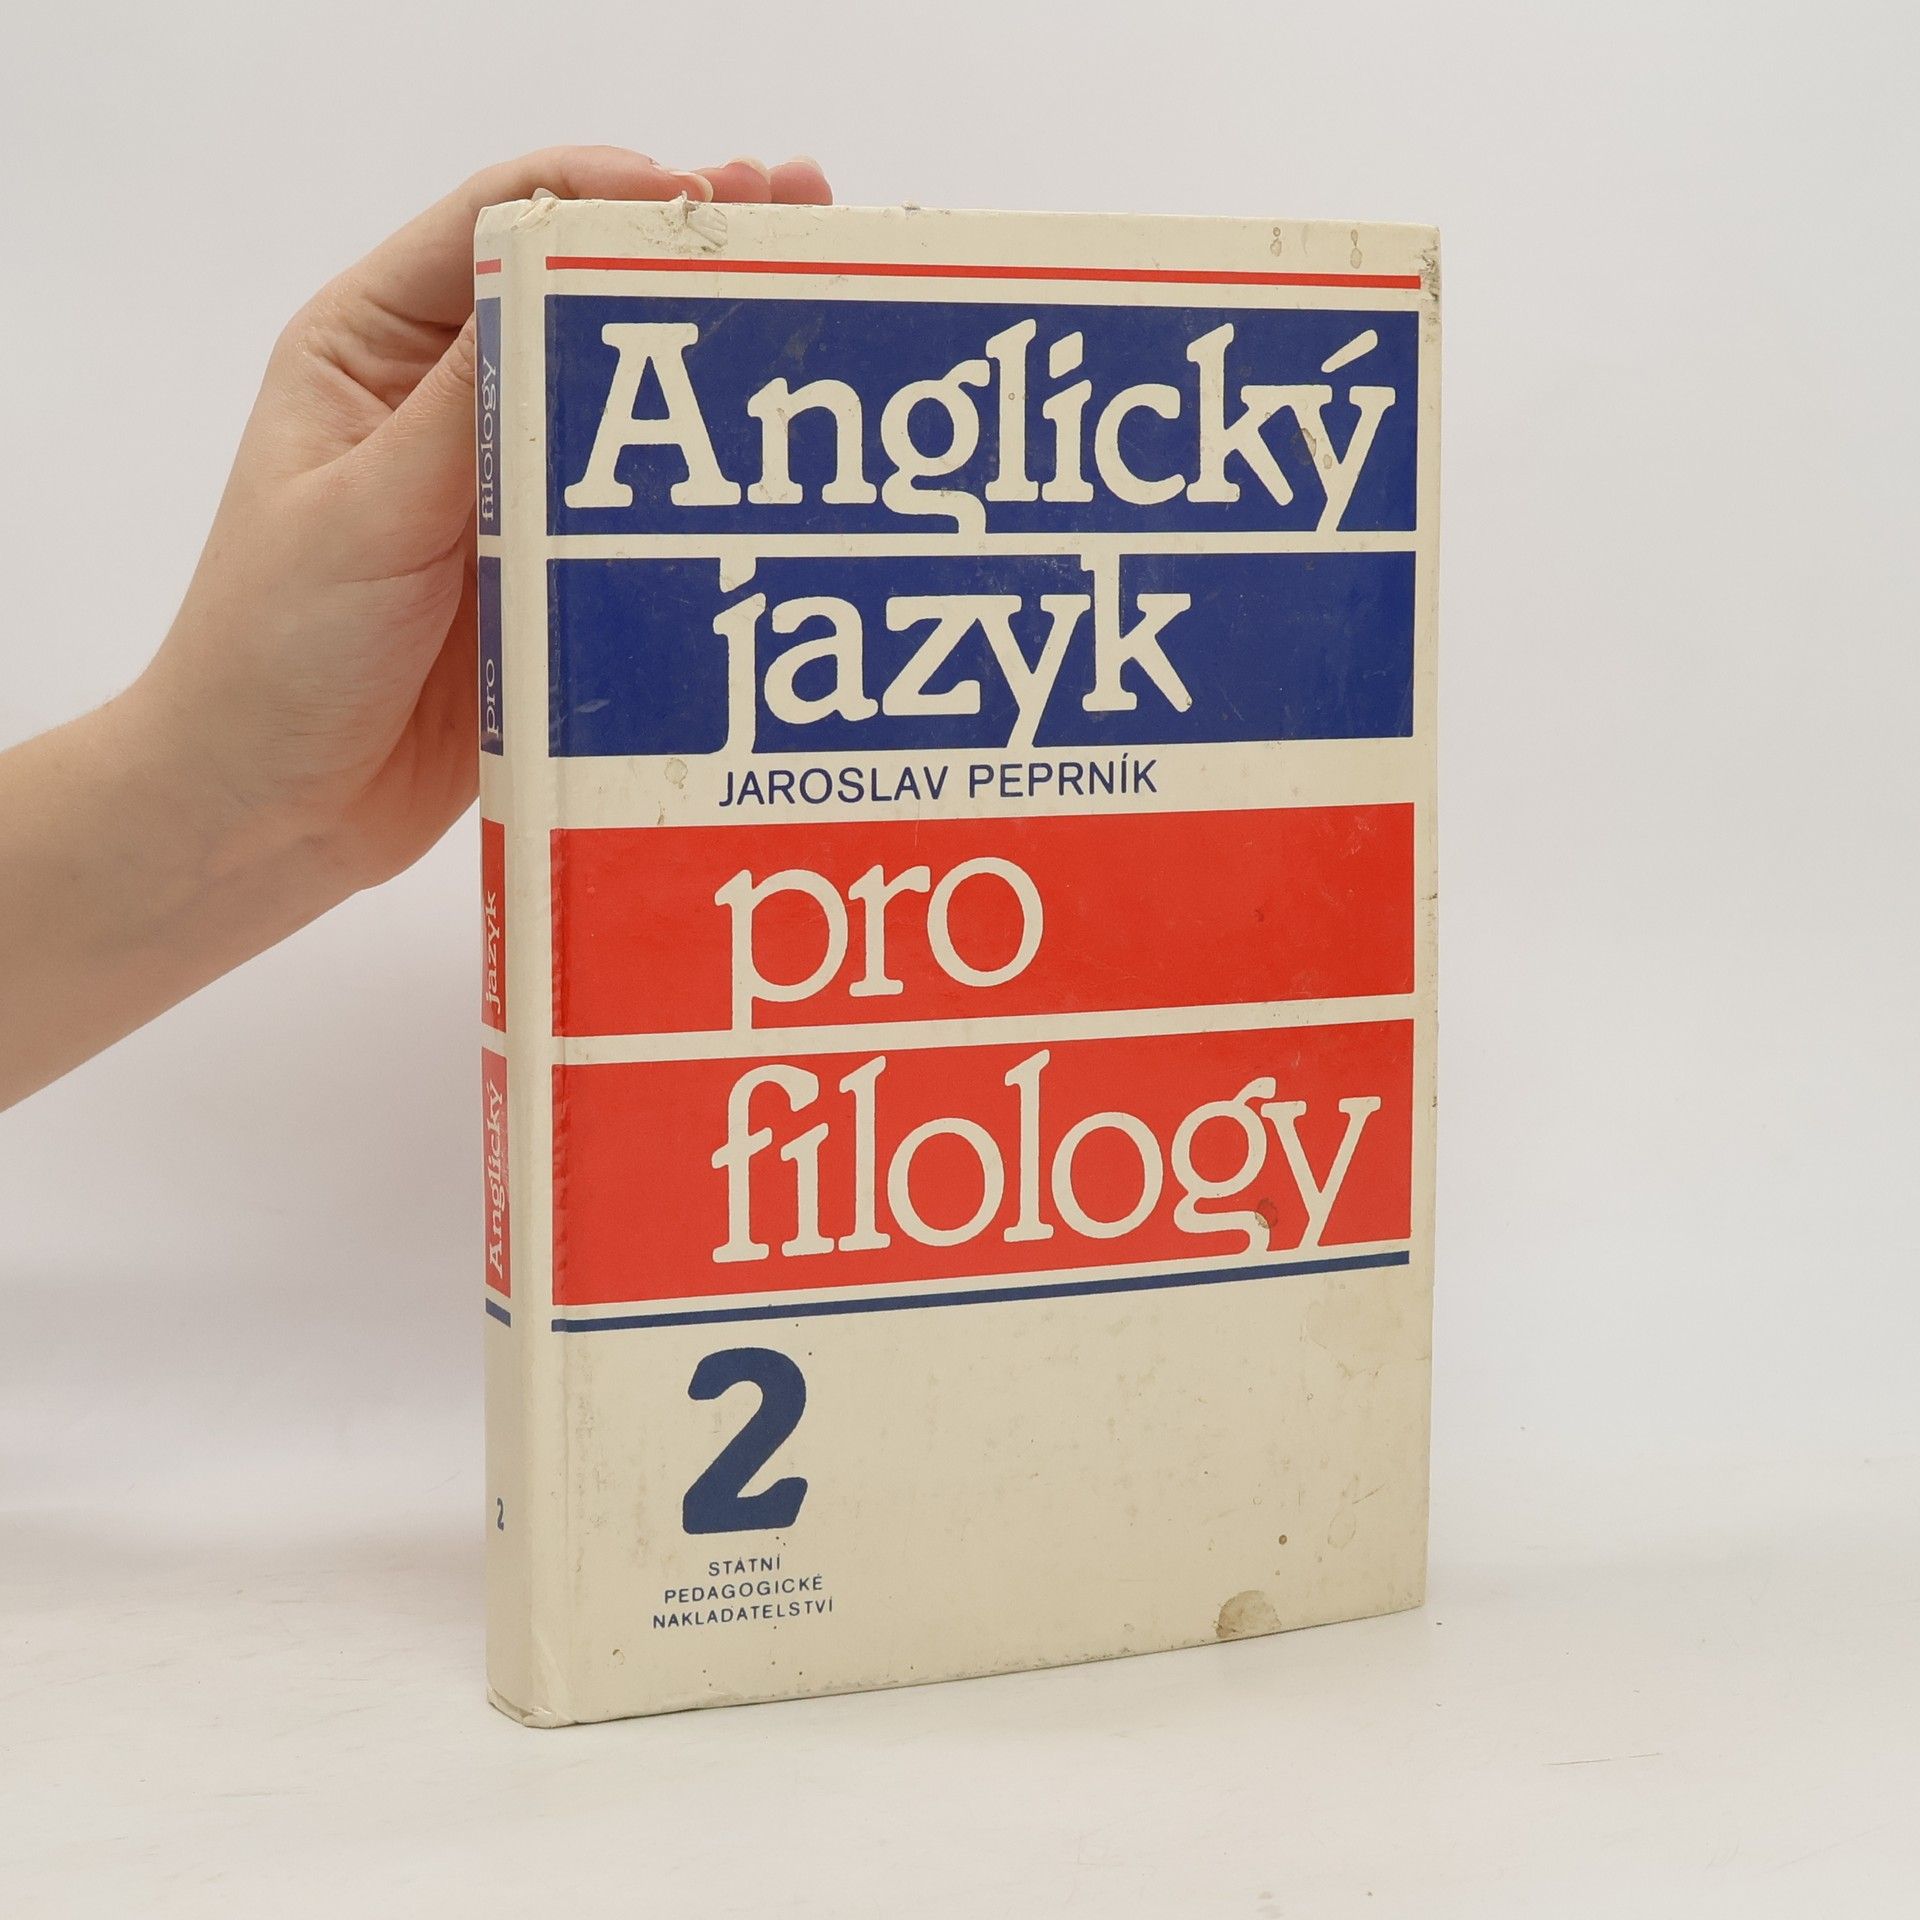 Anglický
jazyk
JAROSLAV PEPRNÍK
pro
filology
2
STÁTNÍ
PEDAGOGICKÉ
NAKLADATELSTVÍ
Anglický jazyk pro filology
2